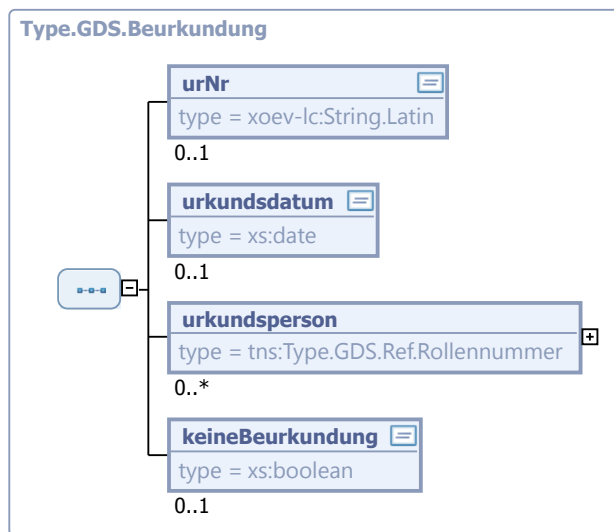 Type.GDS.Beurkundung
urNr
type = xoev-lc:String.Latin
0..1
urkundsdatum
type = xs:date
0..1
urkundsperson
type = tns:Type.GDS.Ref.Rollennummer
0..*
keineBeurkundung
type = xs:boolean
0..1